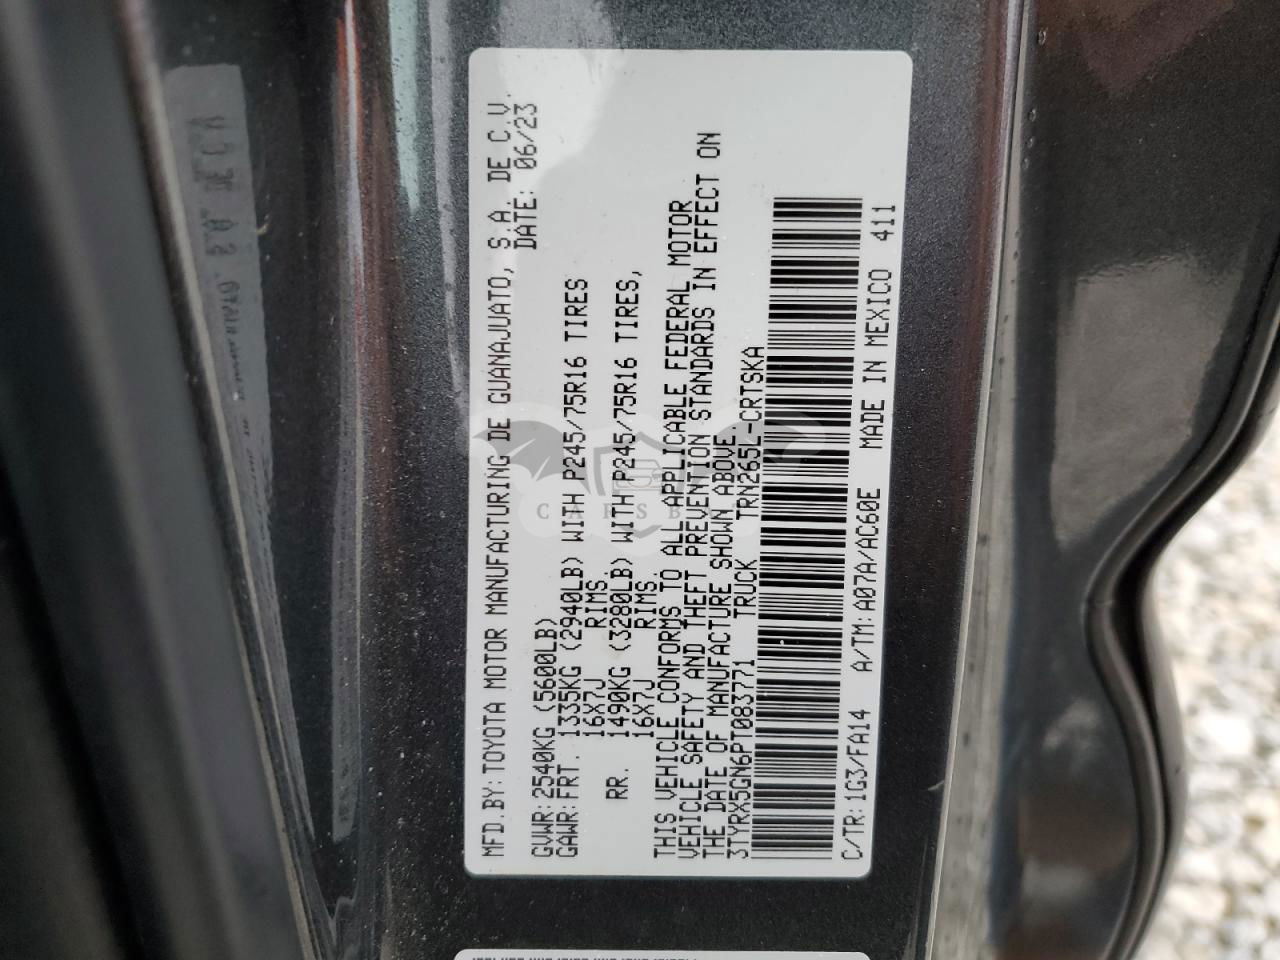 MFD.BY:TOYOTA MOTOR MANUFACTURING DE GUANAJUATO, S.A. DE C.V.
DATE: 06/23
GVWR:2540KG (5600LB)
GAWR:FRT. 1335KG (2940LB) WITH P245/75R16 TIRES
16X7J RIMS.
RR. 1490KG (3280LB) WITH P245/75R16 TIRES,
16X7J RIMS.
THIS VEHICLE CONFORMS TO ALL APPLICABLE FEDERAL MOTOR
VEHICLE SAFETY AND THEFT PREVENTION STANDARDS IN EFFECT ON
THE DATE OF MANUFACTURE SHOWN ABOVE.
3TYRX5GN6PT083771 TRUCK TRN265L-CRTSKA
C/TR:1G3/FA14 A/TM:A07A/AC60E MADE IN MEXICO 411